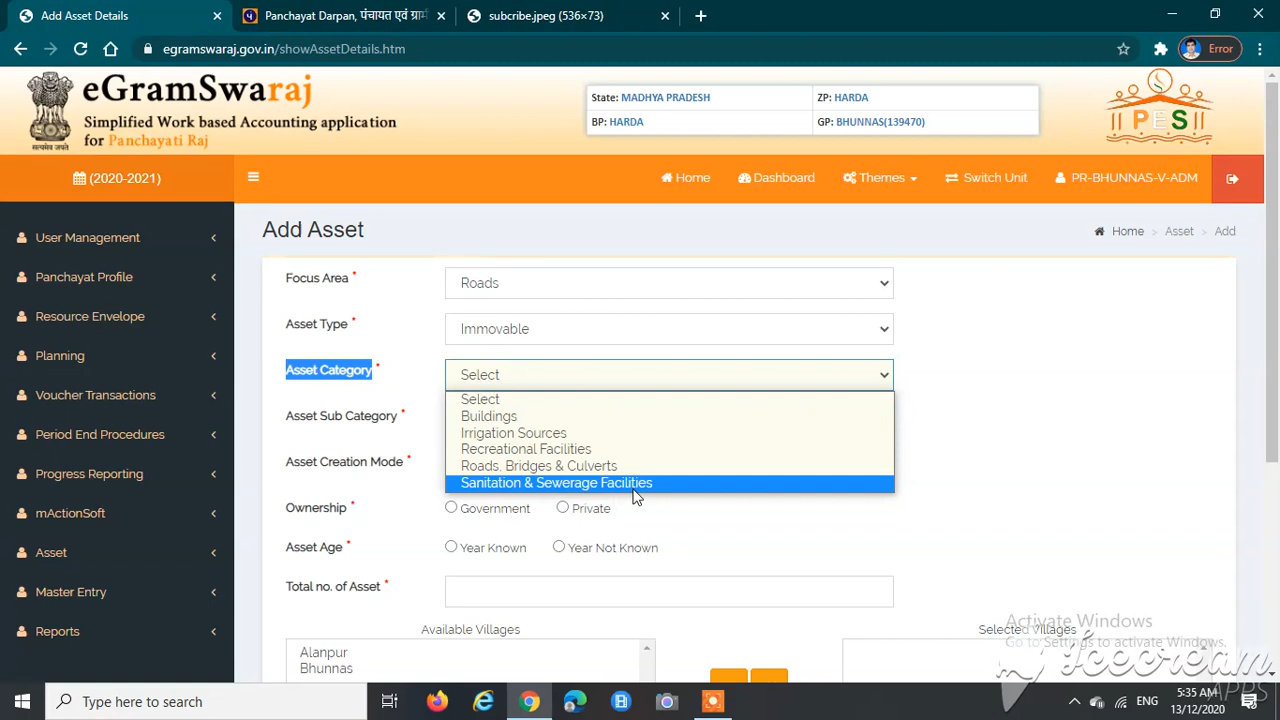 Add Asset Details
Panchayat Darpan, पंचायत एवं ग्रामी
subcribe.jpeg (536×73)
egramswaraj.gov.in/showAssetDetails.htm
Error
eGramSwaraj
Simplified Work based Accounting application
for Panchayati Raj
सत्यमेव जयते
State: MADHYA PRADESH
ZP: HARDA
BP: HARDA
GP: BHUNNAS(139470)
PES
(2020-2021)
Home
Dashboard
Themes
Switch Unit
PR-BHUNNAS-V-ADM
User Management
Panchayat Profile
Resource Envelope
Planning
Voucher Transactions
Period End Procedures
Progress Reporting
mActionSoft
Asset
Master Entry
Reports
Add Asset
Home > Asset > Add
Focus Area *
Roads
Asset Type *
Immovable
Asset Category *
Select
Select
Buildings
Irrigation Sources
Recreational Facilities
Roads, Bridges & Culverts
Sanitation & Sewerage Facilities
Asset Sub Category *
Asset Creation Mode *
Ownership *
Government
Private
Asset Age *
Year Known
Year Not Known
Total no. of Asset *
Available Villages
Selected Villages
Alanpur
Bhunnas
Activate Windows
Go to Settings to activate Windows.
Icecream
APPS
Type here to search
ENG
5:35 AM
13/12/2020